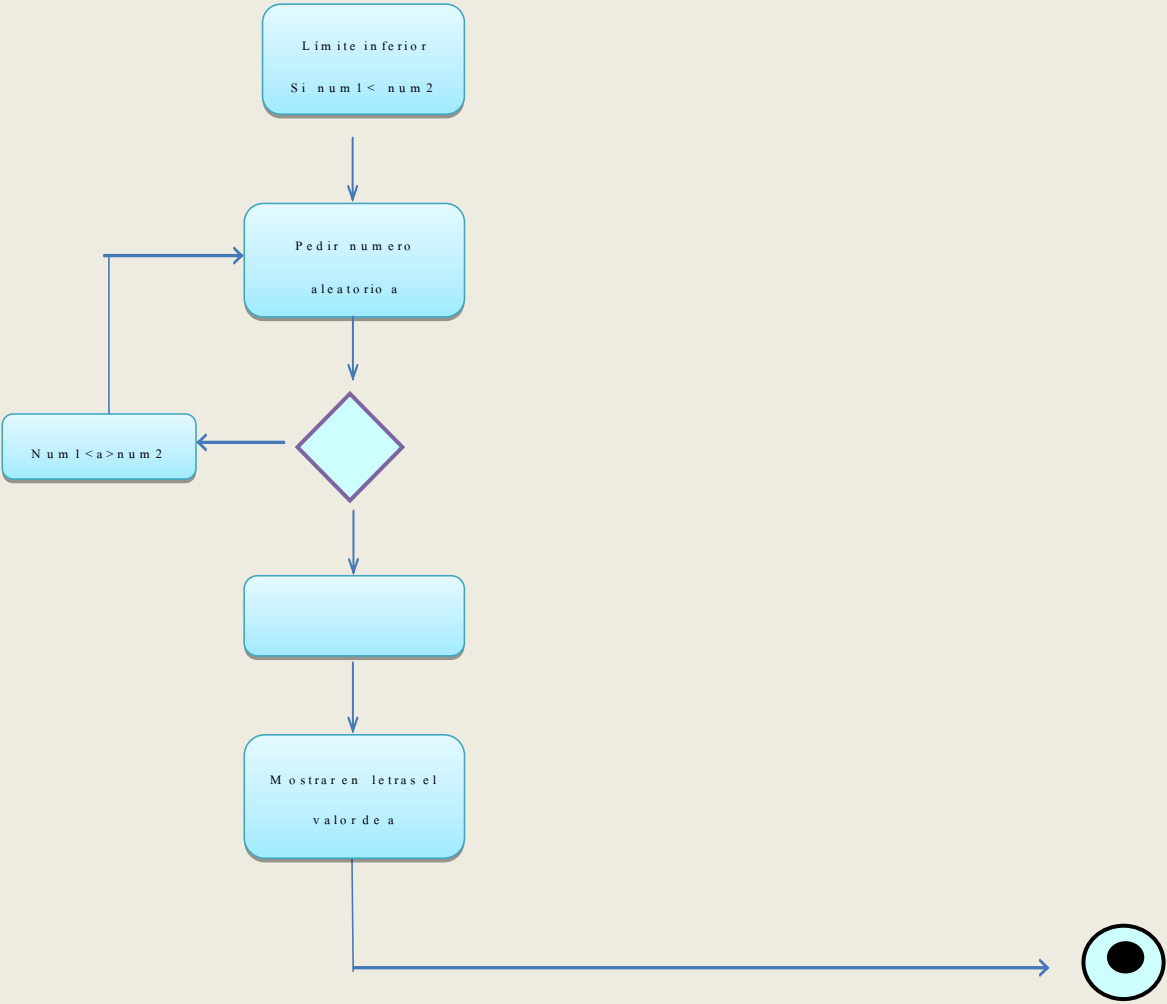 Límite inferior
Si num1< num2
Pedir numero
aleatorio a
Num1<a>num2
Mostrar en letras el
valor de a